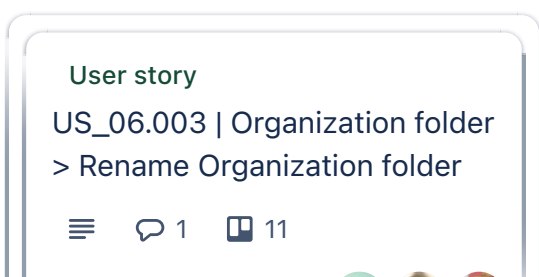 User story
US_06.003 | Organization folder
> Rename Organization folder
1 11